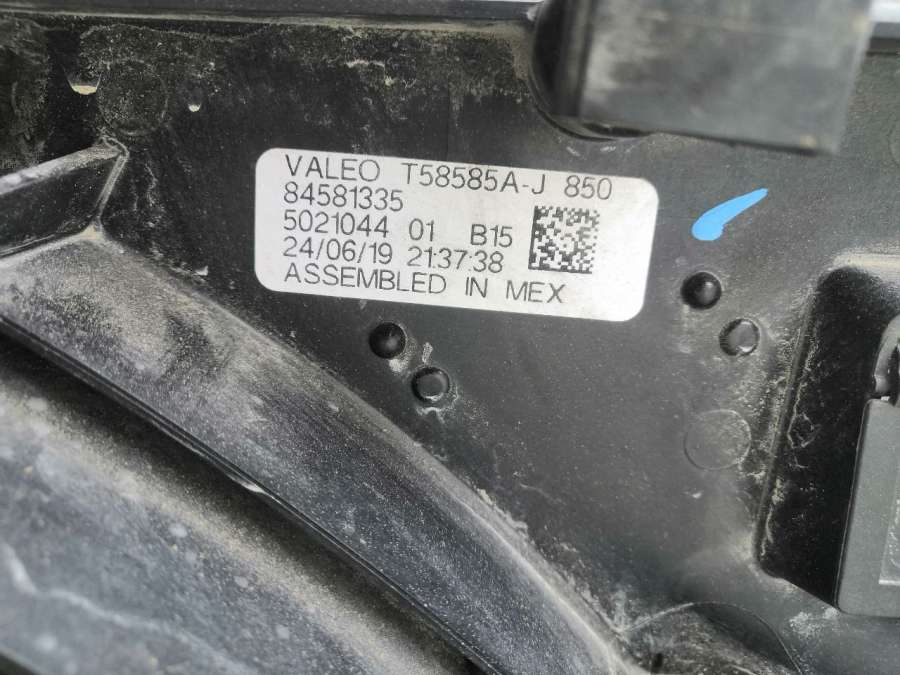 VALEO T58585A-J 850
84581335
5021044 01 B15
24/06/19 21:37:38
ASSEMBLED IN MEX